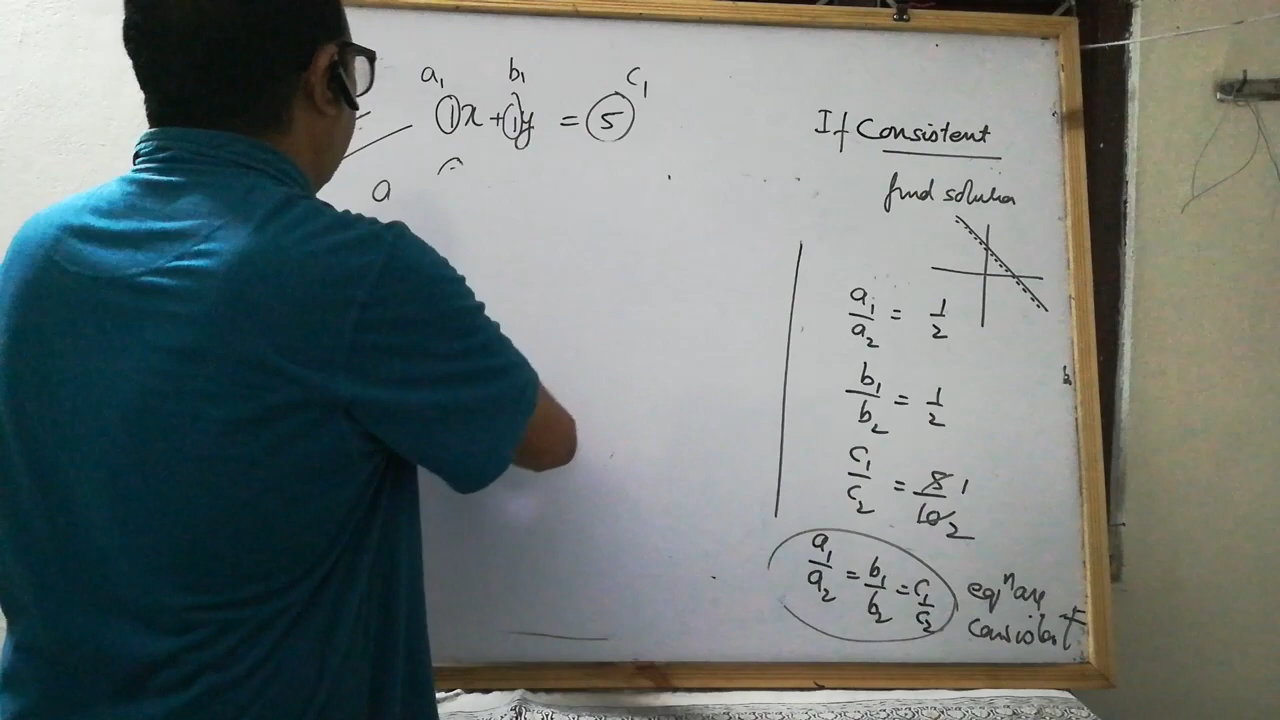 a₁ b₁ c₁
1x + 1y = 5
a
If Consistent
find solution
a₁/a₂ = 1/2
b₁/b₂ = 1/2
c₁/c₂ = 5/10 1/2
a₁/a₂ = b₁/b₂ = c₁/c₂
eqⁿ are
consistent